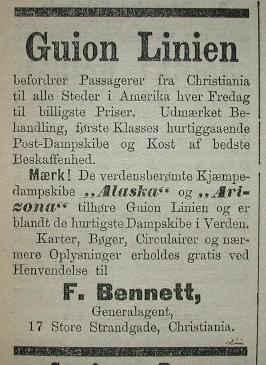 Guion Linien
befordrer Passagerer fra Christiania
til alle Steder i Amerika hver Fredag
til billigste Priser. Udmærket Be-
handling, første Klasses hurtiggaaende
Post-Dampskibe og Kost af bedste
Beskaffenhed.
Mærk! De verdensberømte Kjæmpe-
dampskibe „Alaska“ og „Ari-
zona“ tilhøre Guion Linien og er
blandt de hurtigste Dampskibe i Verden.
Karter, Bøger, Circulairer og nær-
mere Oplysninger erholdes gratis ved
Henvendelse til
F. Bennett,
Generalagent,
17 Store Strandgade, Christiania.